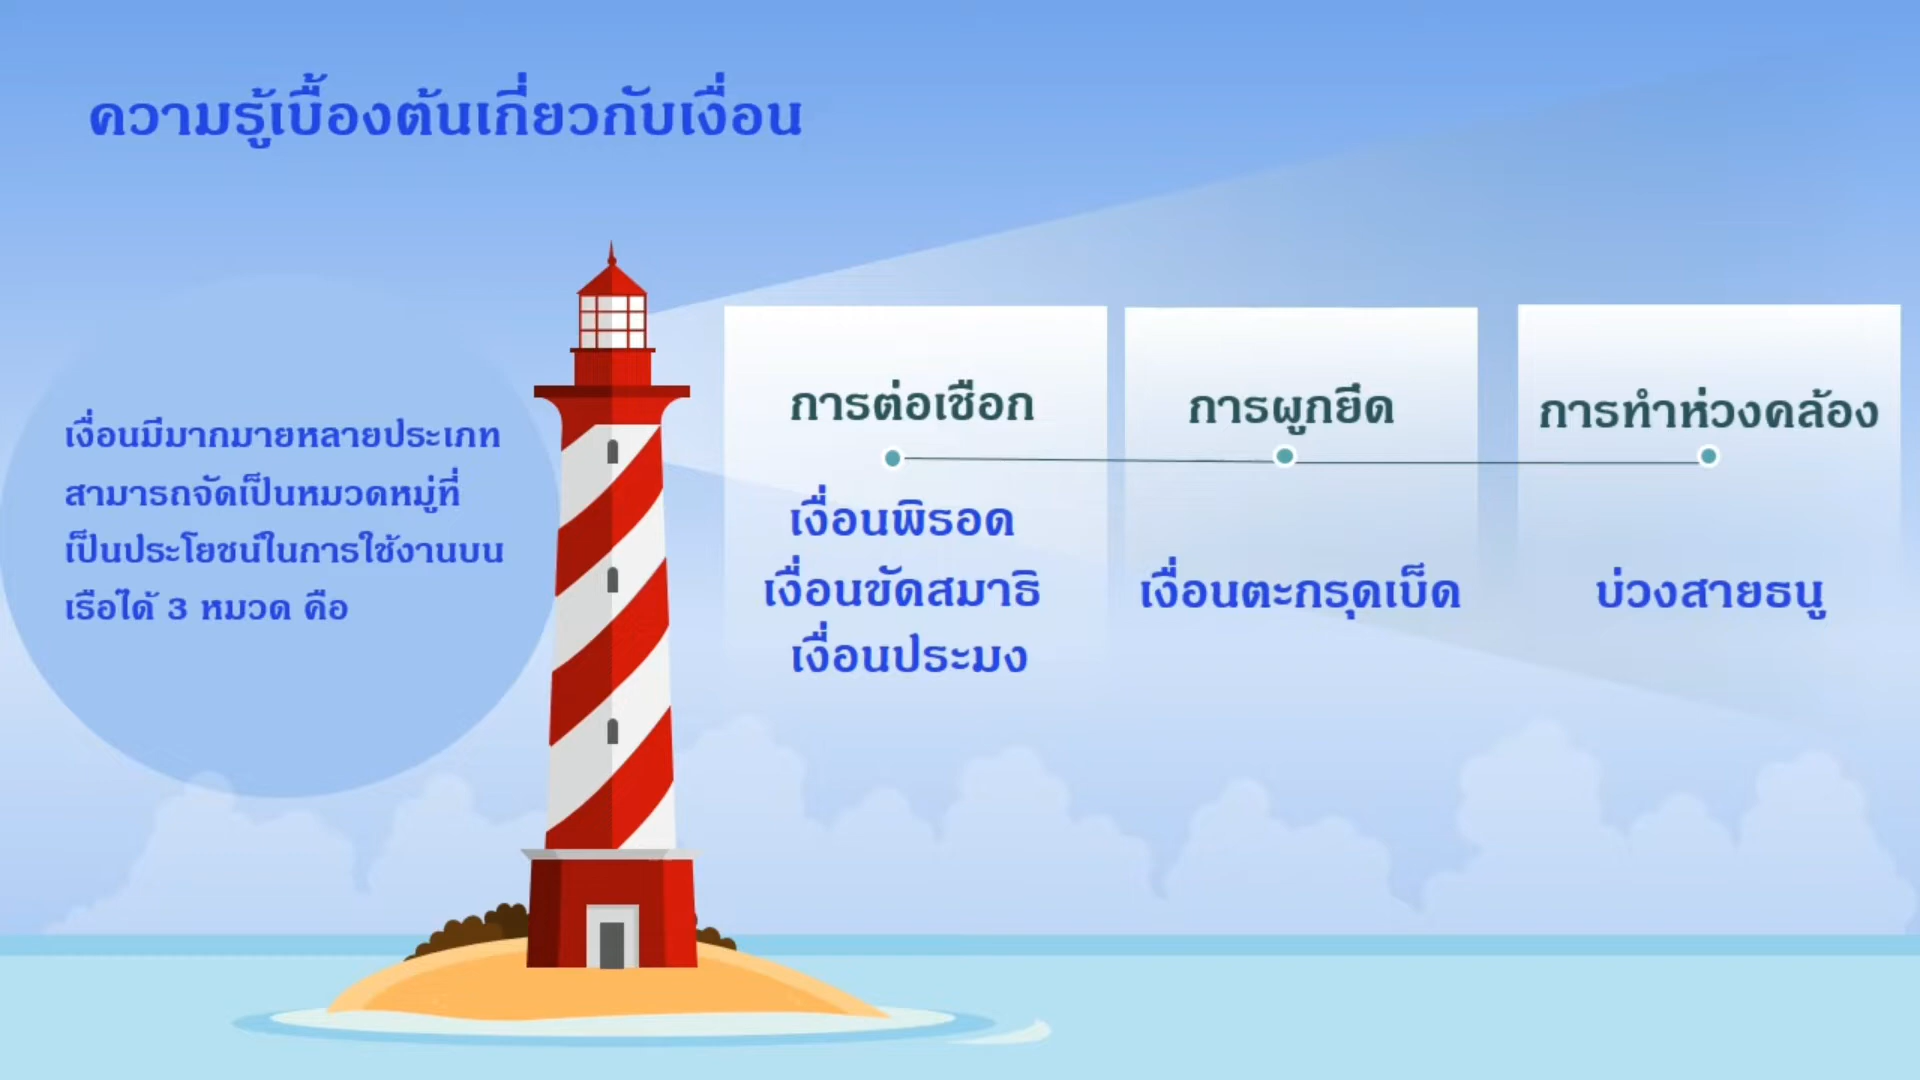 ความรู้เบื้องต้นเกี่ยวกับเงื่อน
เงื่อนมีมากมายหลายประเภท
สามารถจัดเป็นหมวดหมู่ที่
เป็นประโยชน์ในการใช้งานบน
เรือได้ 3 หมวด คือ
การต่อเชือก
เงื่อนพิรอด
เงื่อนขัดสมาธิ
เงื่อนประมง
การผูกยึด
เงื่อนตะกรุดเบ็ด
การทำห่วงคล้อง
บ่วงสายธนู